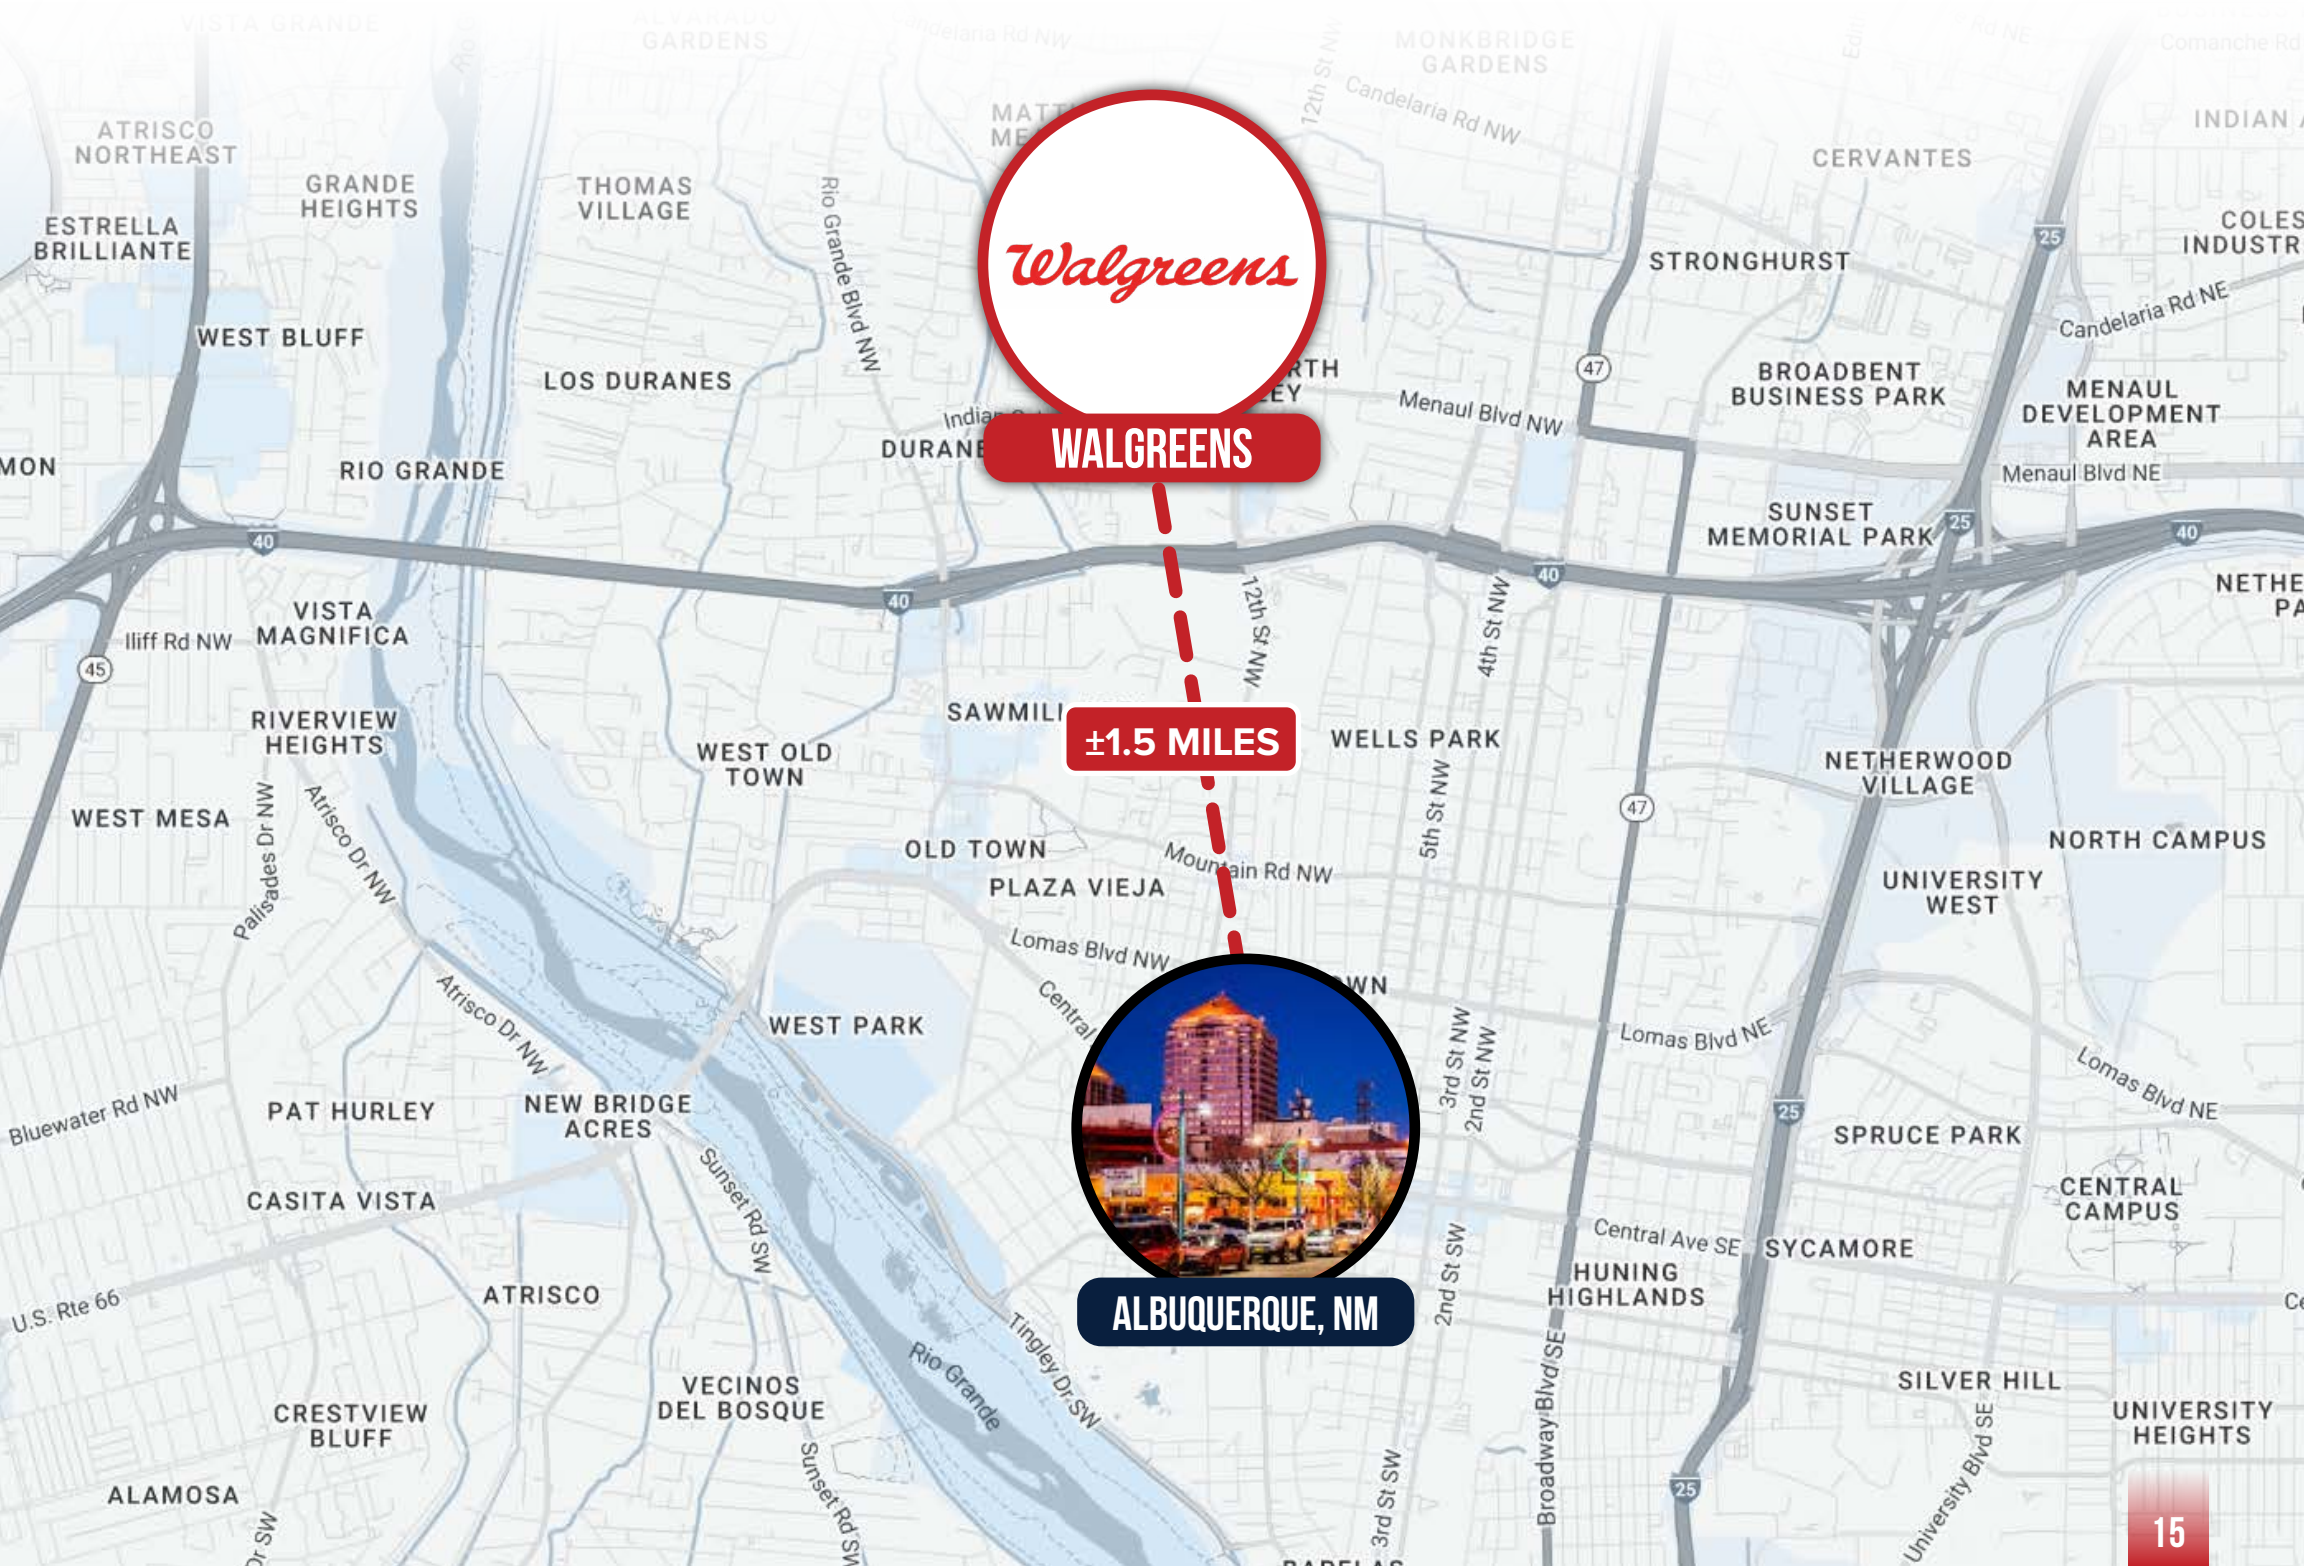 VISTA GRANDE
ALVARADO
GARDENS
Candelaria Rd NW
12th St NW
MONKBRIDGE
GARDENS
Candelaria Rd NW
Comanche Rd
Rd NE
ATRISCO
NORTHEAST
GRANDE
HEIGHTS
THOMAS
VILLAGE
Rio Grande Blvd NW
CERVANTES
INDIAN
ESTRELLA
BRILLIANTE
Walgreens
STRONGHURST
25
COLES
INDUSTR
Candelaria Rd NE
WEST BLUFF
LOS DURANES
47
BROADBENT
BUSINESS PARK
MENAUL
DEVELOPMENT
AREA
Menaul Blvd NW
Menaul Blvd NE
MON
RIO GRANDE
WALGREENS
SUNSET
MEMORIAL PARK
25
40
40
40
40
NETHE
PA
VISTA
MAGNIFICA
Iliff Rd NW
45
12th St NW
4th St NW
RIVERVIEW
HEIGHTS
WEST OLD
TOWN
±1.5 MILES
WELLS PARK
NETHERWOOD
VILLAGE
WEST MESA
Palisades Dr NW
Atrisco Dr NW
OLD TOWN
PLAZA VIEJA
Mountain Rd NW
5th St NW
47
NORTH CAMPUS
UNIVERSITY
WEST
Lomas Blvd NW
Central
WEST PARK
Atrisco Dr NW
Lomas Blvd NE
Lomas Blvd NE
3rd St NW
2nd St NW
Bluewater Rd NW
PAT HURLEY
NEW BRIDGE
ACRES
25
SPRUCE PARK
CASITA VISTA
Sunset Rd SW
CENTRAL
CAMPUS
Central Ave SE
SYCAMORE
U.S. Rte 66
ATRISCO
HUNING
HIGHLANDS
2nd St SW
ALBUQUERQUE, NM
Rio Grande
Tingley Dr SW
VECINOS
DEL BOSQUE
CRESTVIEW
BLUFF
Broadway Blvd SE
SILVER HILL
UNIVERSITY
HEIGHTS
University Blvd SE
ALAMOSA
Dr SW
Sunset Rd SW
3rd St SW
25
15